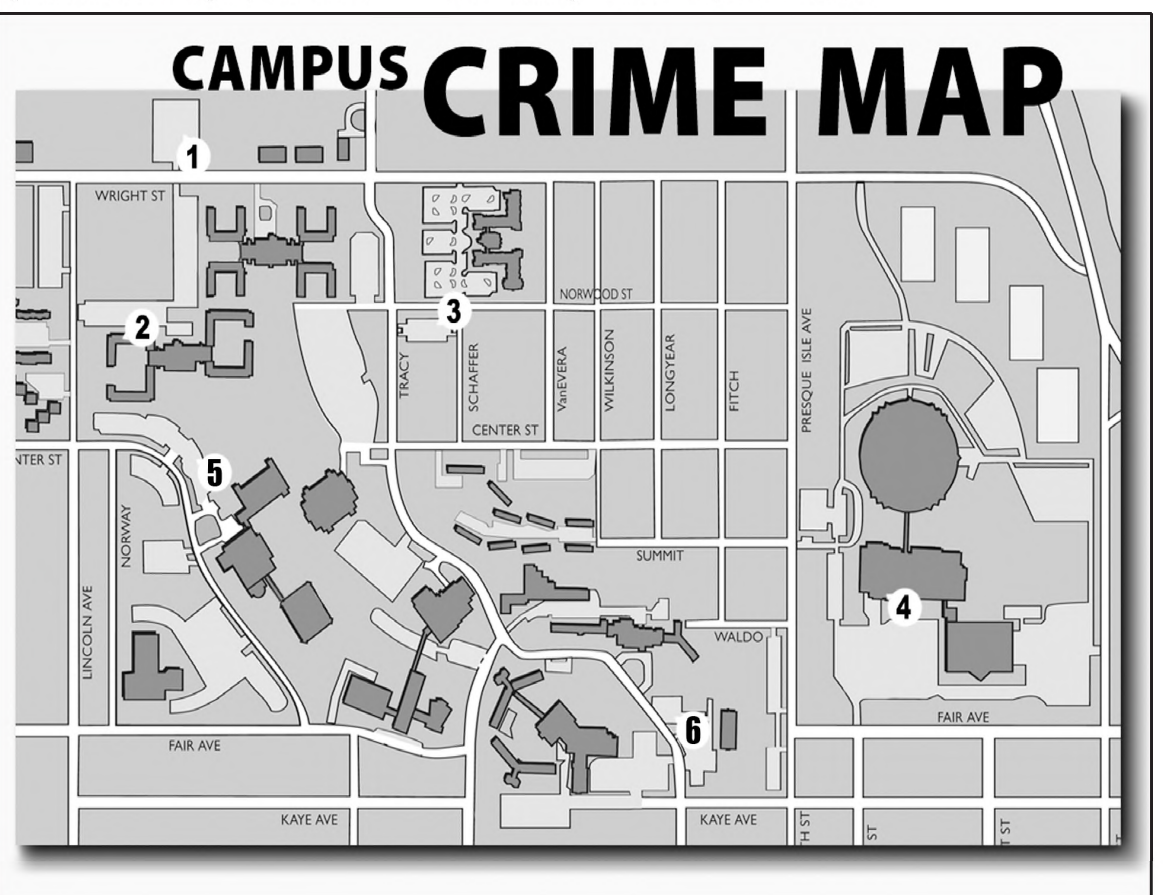 CAMPUS CRIME MAP
1
WRIGHT ST
2
3
NORWOOD ST
TRACY
SCHAFFER
VanEVERA
WILKINSON
LONGYEAR
FITCH
PRESQUE ISLE AVE
CENTER ST
NTER ST
5
NORWAY
LINCOLN AVE
SUMMIT
4
WALDO
6
FAIR AVE
FAIR AVE
KAYE AVE
KAYE AVE
TH ST
ST
T ST